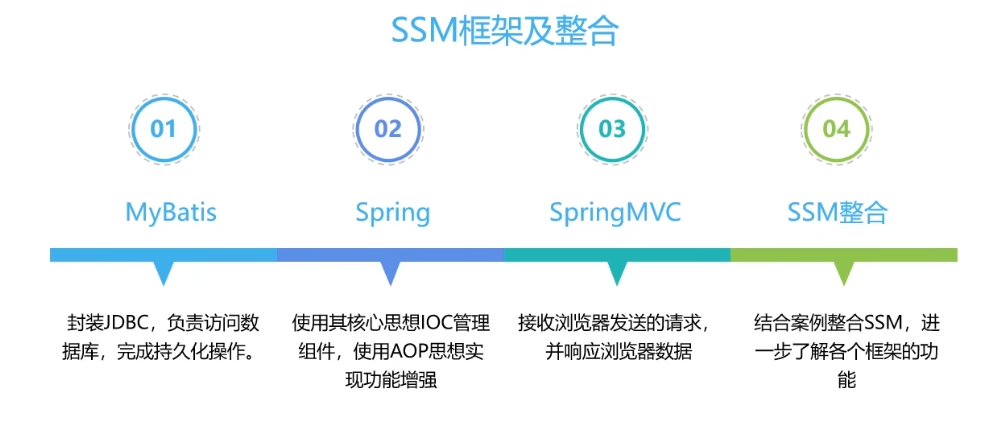 SSM框架及整合
01
02
03
04
MyBatis
Spring
SpringMVC
SSM整合
封装JDBC，负责访问数
据库，完成持久化操作。
使用其核心思想IOC管理
组件，使用AOP思想实
现功能增强
接收浏览器发送的请求，
并响应浏览器数据
结合案例整合SSM，进
一步了解各个框架的功
能